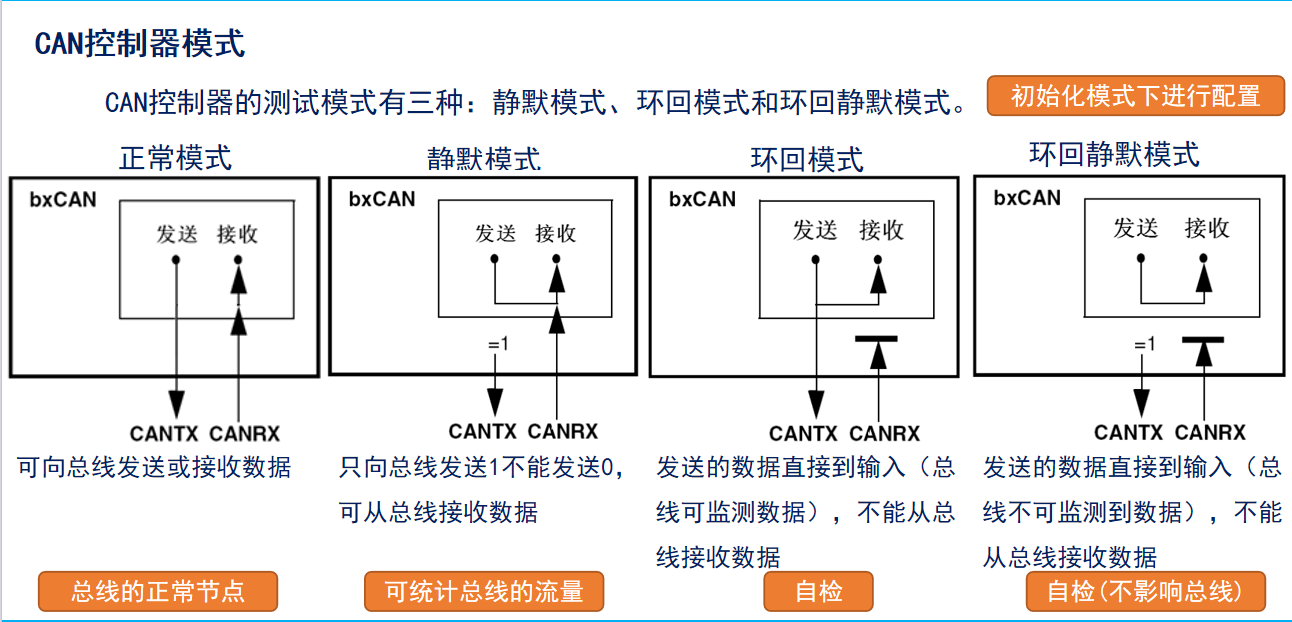 CAN控制器模式
CAN控制器的测试模式有三种：静默模式、环回模式和环回静默模式。
初始化模式下进行配置
正常模式
bxCAN
发送 接收
CANTX CANRX
可向总线发送或接收数据
总线的正常节点
静默模式
bxCAN
发送 接收
=1
CANTX CANRX
只向总线发送1不能发送0，
可从总线接收数据
可统计总线的流量
环回模式
bxCAN
发送 接收
CANTX CANRX
发送的数据直接到输入（总
线可监测数据），不能从总
线接收数据
自检
环回静默模式
bxCAN
发送 接收
=1
CANTX CANRX
发送的数据直接到输入（总
线不可监测到数据），不能
从总线接收数据
自检(不影响总线)